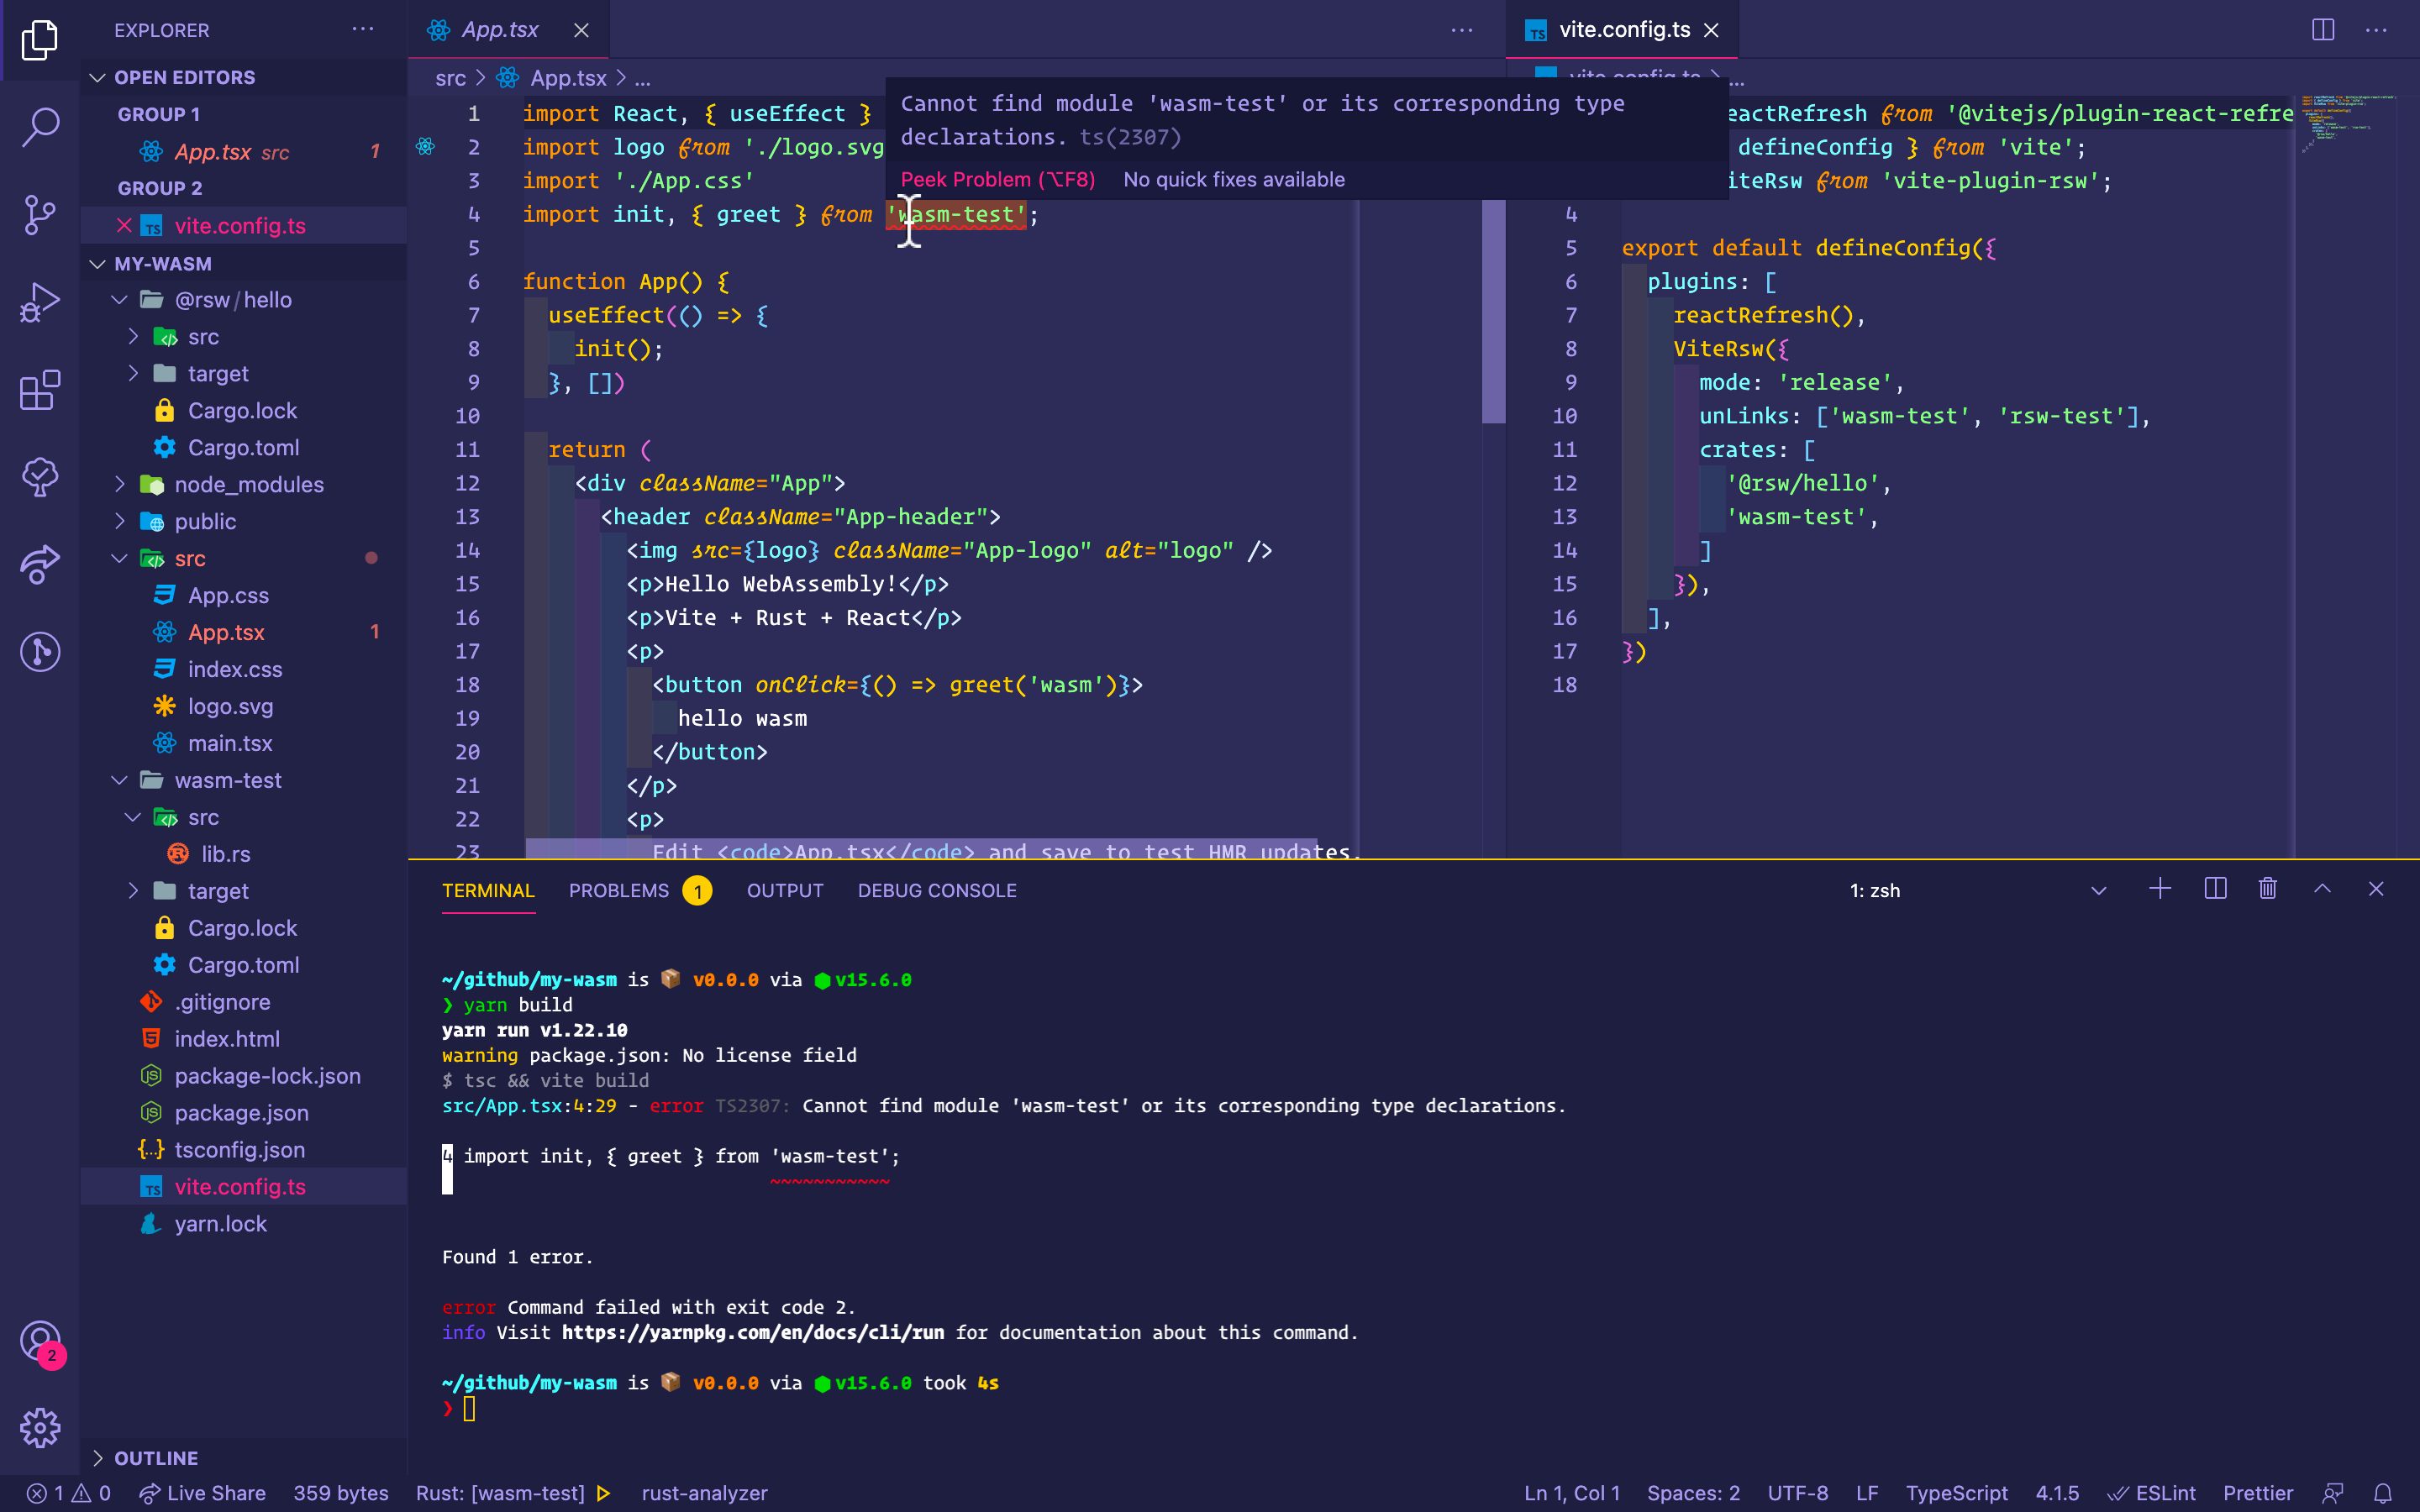 EXPLORER
OPEN EDITORS
GROUP 1
App.tsx src 1
GROUP 2
vite.config.ts
MY-WASM
@rsw/hello
src
target
Cargo.lock
Cargo.toml
node_modules
public
src
App.css
App.tsx 1
index.css
logo.svg
main.tsx
wasm-test
src
lib.rs
target
Cargo.lock
Cargo.toml
.gitignore
index.html
package-lock.json
package.json
tsconfig.json
vite.config.ts
yarn.lock
OUTLINE
App.tsx
src > App.tsx > ...
1 import React, { useEffect }
2 import logo from './logo.svg
3 import './App.css'
4 import init, { greet } from 'wasm-test';
5
6 function App() {
7 useEffect(() => {
8 init();
9 }, [])
10
11 return (
12 <div className="App">
13 <header className="App-header">
14 <img src={logo} className="App-logo" alt="logo" />
15 <p>Hello WebAssembly!</p>
16 <p>Vite + Rust + React</p>
17 <p>
18 <button onClick={() => greet('wasm')}>
19 hello wasm
20 </button>
21 </p>
22 <p>
23 Edit <code>App.tsx</code> and save to test HMR updates.
Cannot find module 'wasm-test' or its corresponding type
declarations. ts(2307)
Peek Problem (⌥F8) No quick fixes available
vite.config.ts
vite.config.ts > ...
eactRefresh from '@vitejs/plugin-react-refre
defineConfig } from 'vite';
iteRsw from 'vite-plugin-rsw';
4
5 export default defineConfig({
6 plugins: [
7 reactRefresh(),
8 ViteRsw({
9 mode: 'release',
10 unLinks: ['wasm-test', 'rsw-test'],
11 crates: [
12 '@rsw/hello',
13 'wasm-test',
14 ]
15 }),
16 ],
17 })
18
TERMINAL PROBLEMS 1 OUTPUT DEBUG CONSOLE 1: zsh
~/github/my-wasm is 📦 v0.0.0 via ⬢ v15.6.0
❯ yarn build
yarn run v1.22.10
warning package.json: No license field
$ tsc && vite build
src/App.tsx:4:29 - error TS2307: Cannot find module 'wasm-test' or its corresponding type declarations.
4 import init, { greet } from 'wasm-test';
~~~~~~~~~~~
Found 1 error.
error Command failed with exit code 2.
info Visit https://yarnpkg.com/en/docs/cli/run for documentation about this command.
~/github/my-wasm is 📦 v0.0.0 via ⬢ v15.6.0 took 4s
❯
2
1 0 Live Share 359 bytes Rust: [wasm-test] rust-analyzer Ln 1, Col 1 Spaces: 2 UTF-8 LF TypeScript 4.1.5 ESLint Prettier